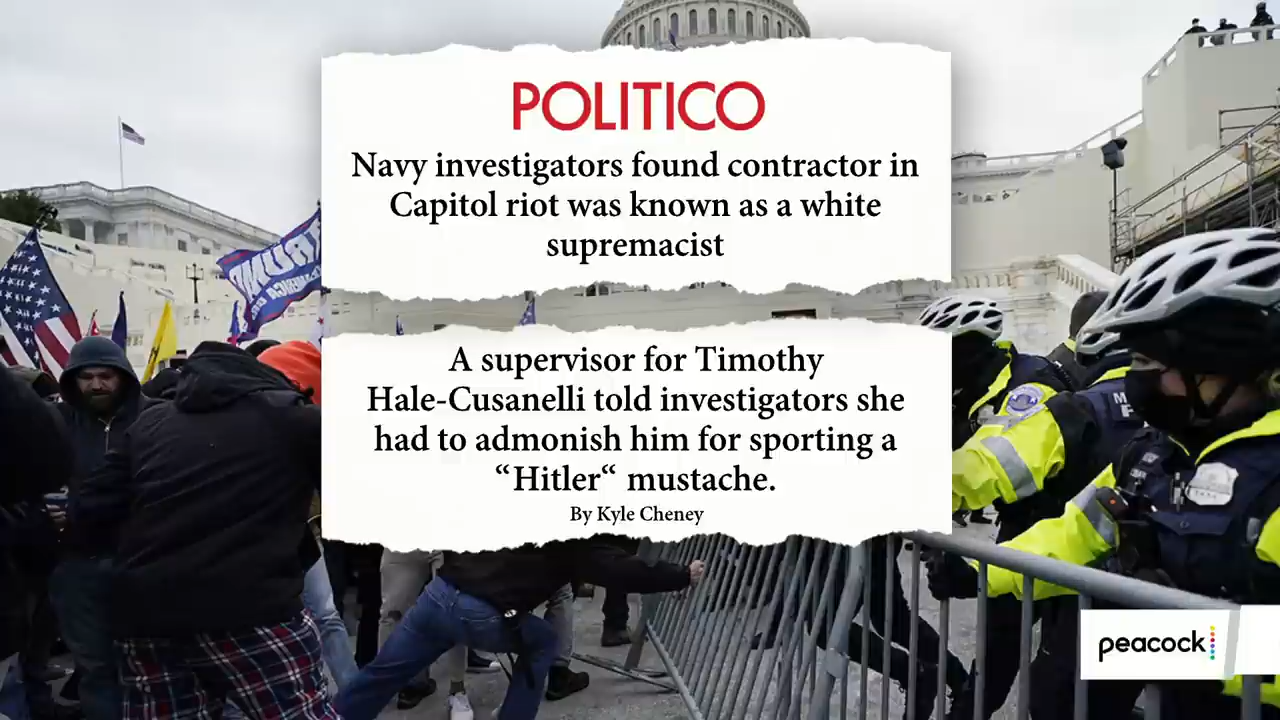 POLITICO
Navy investigators found contractor in
Capitol riot was known as a white
supremacist
TRUMP
A supervisor for Timothy
Hale-Cusanelli told investigators she
had to admonish him for sporting a
“Hitler“ mustache.
By Kyle Cheney
peacock